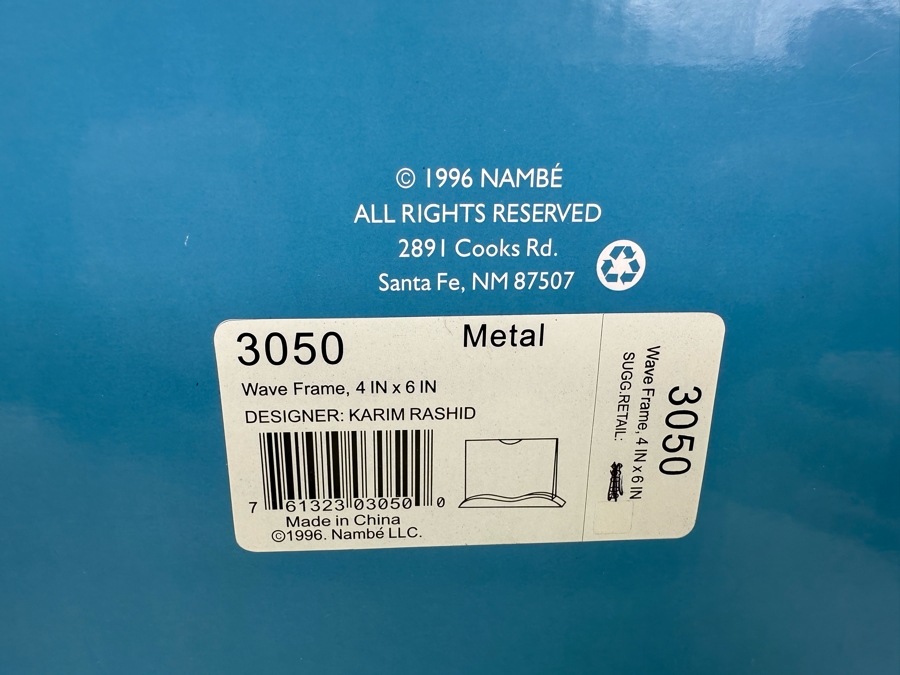 © 1996 NAMBÉ
ALL RIGHTS RESERVED
2891 Cooks Rd.
Santa Fe, NM 87507
3050
Metal
Wave Frame, 4 IN x 6 IN
DESIGNER: KARIM RASHID
7 61323 03050 0
Made in China
©1996. Nambé LLC.
3050
Wave Frame, 4 IN x 6 IN
SUGG.RETAIL: